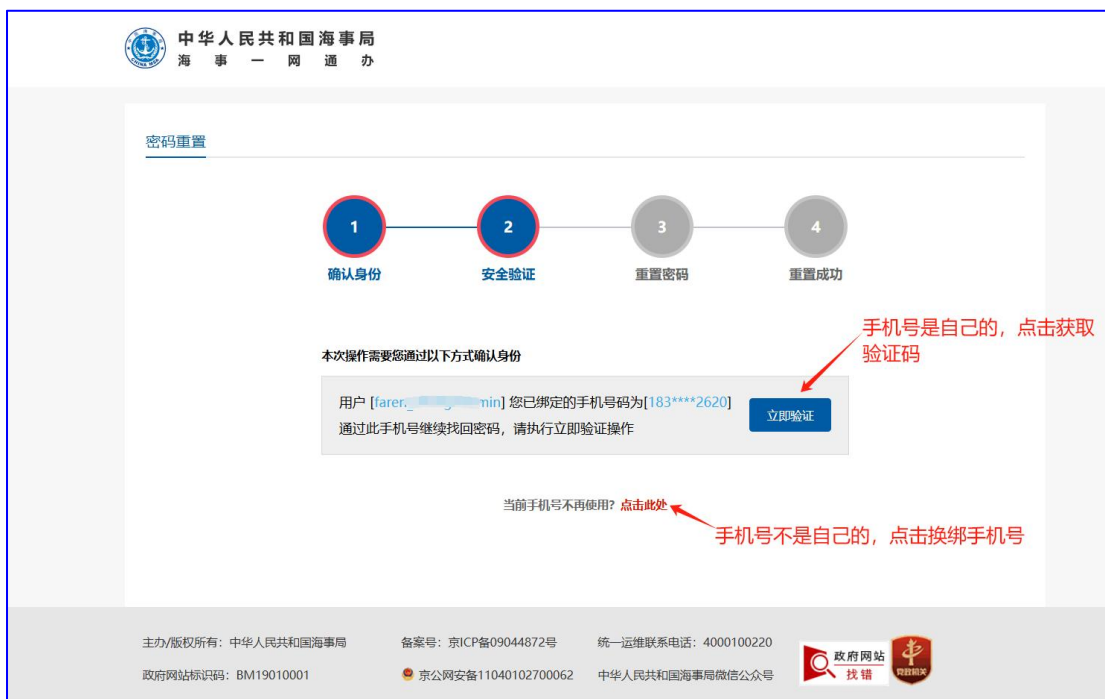 中华人民共和国海事局
海 事 一 网 通 办
密码重置
1
2
3
4
确认身份
安全验证
重置密码
重置成功
手机号是自己的，点击获取
验证码
本次操作需要您通过以下方式确认身份
用户 [farer. min] 您已绑定的手机号码为[183****2620]
通过此手机号继续找回密码，请执行立即验证操作
立即验证
当前手机号不再使用？点击此处
手机号不是自己的，点击换绑手机号
主办/版权所有：中华人民共和国海事局
备案号：京ICP备09044872号
统一运维联系电话：4000100220
政府网站标识码：BM19010001
京公网安备11040102700062
中华人民共和国海事局微信公众号
政府网站
找错
党政机关